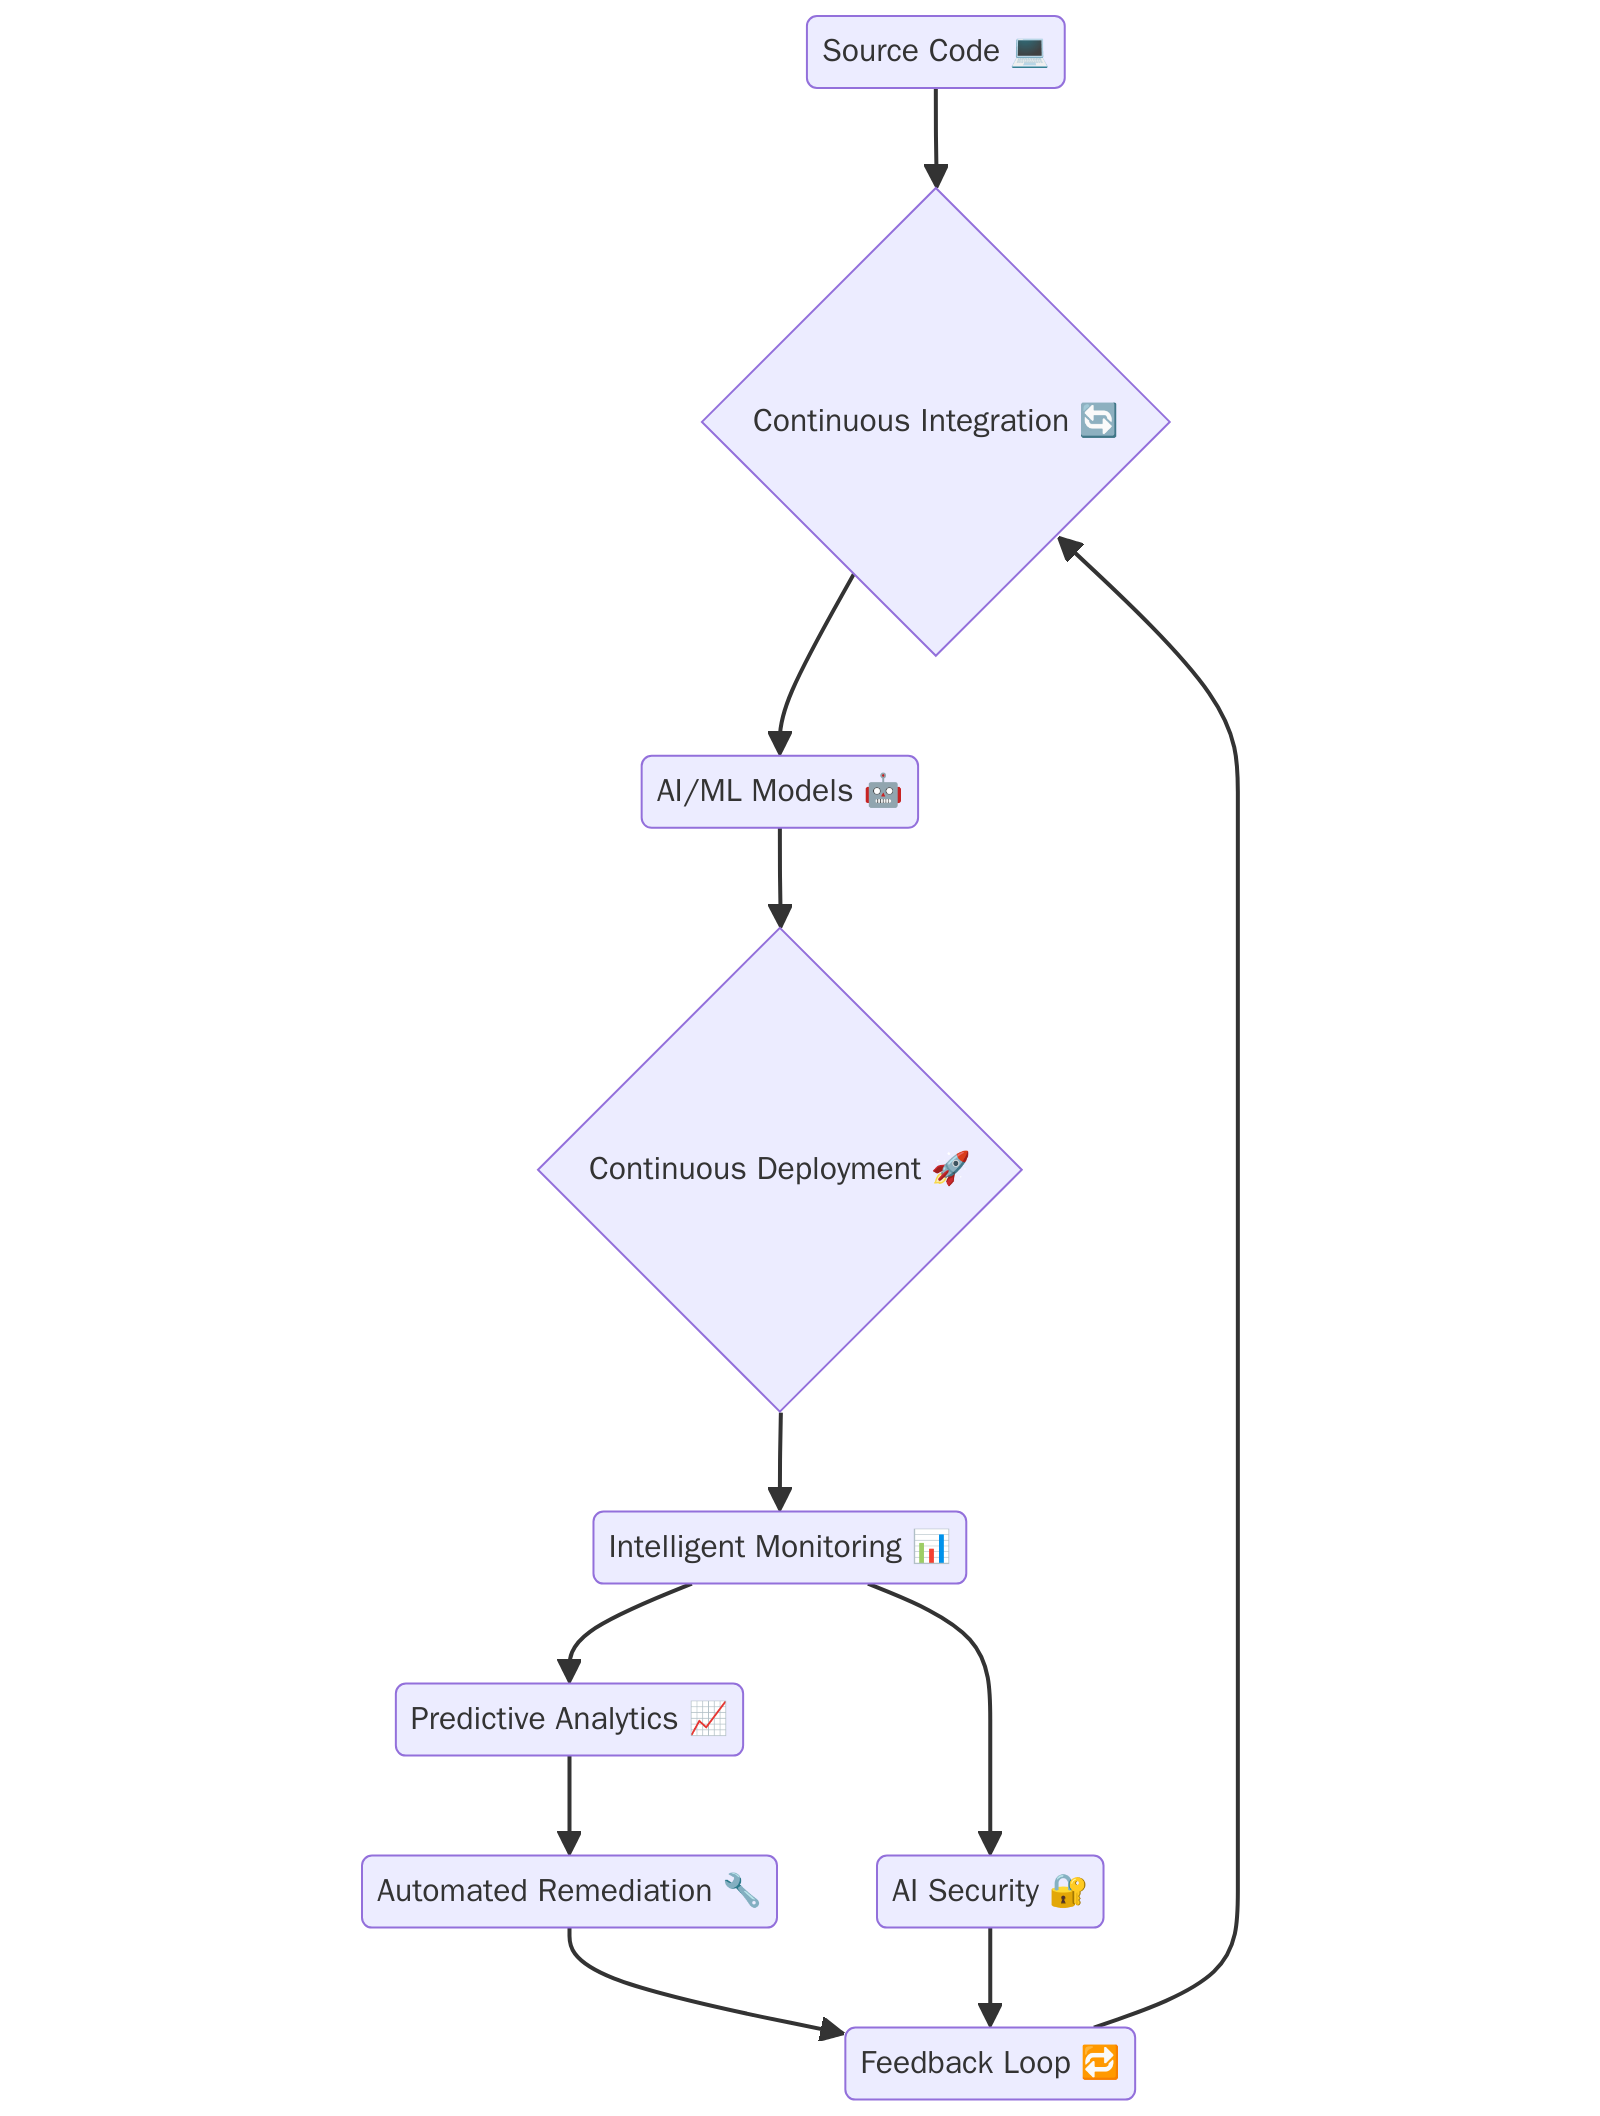 Source Code 💻
Continuous Integration 🔄
AI/ML Models 🤖
Continuous Deployment 🚀
Intelligent Monitoring 📊
Predictive Analytics 📈
Automated Remediation 🔧
AI Security 🔐
Feedback Loop 🔁